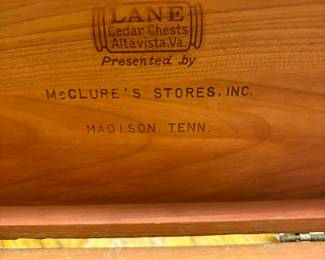 LANE
Cedar Chests
Altavista, Va.
Presented by
McCLURE'S STORES, INC.
MADISON, TENN.